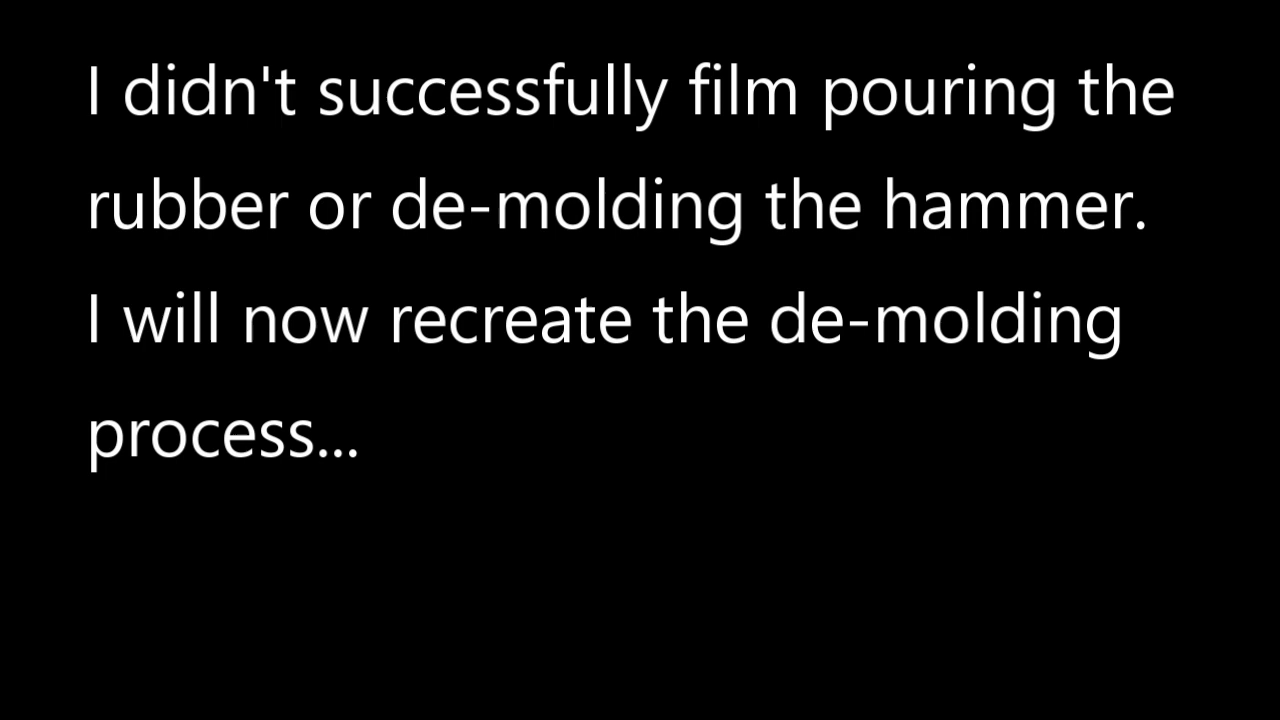 I didn't successfully film pouring the
rubber or de-molding the hammer.
I will now recreate the de-molding
process...